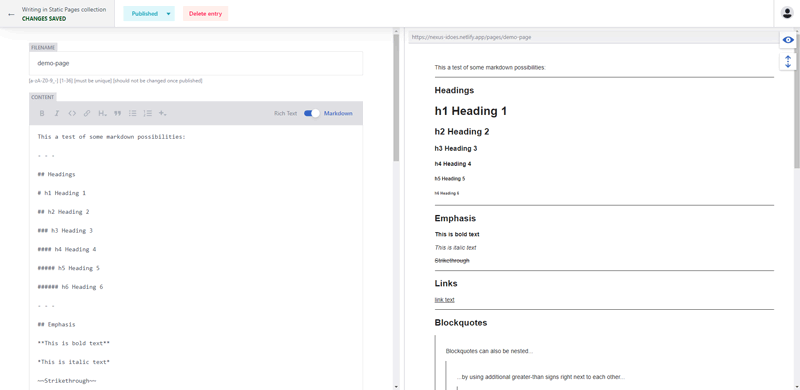 Writing in Static Pages collection
CHANGES SAVED
Published
Delete entry
FILENAME
demo-page
[a-zA-Z0-9_-] [1-36] [must be unique] [should not be changed once published]
CONTENT
B I <> H
Rich Text
Markdown
This a test of some markdown possibilities:
- - -
## Headings
# h1 Heading 1
## h2 Heading 2
### h3 Heading 3
#### h4 Heading 4
##### h5 Heading 5
###### h6 Heading 6
- - -
## Emphasis
**This is bold text**
*This is italic text*
~~Strikethrough~~
https://nexus-idoes.netlify.app/pages/demo-page
This a test of some markdown possibilities:
Headings
h1 Heading 1
h2 Heading 2
h3 Heading 3
h4 Heading 4
h5 Heading 5
h6 Heading 6
Emphasis
This is bold text
This is italic text
Strikethrough
Links
link text
Blockquotes
Blockquotes can also be nested...
...by using additional greater-than signs right next to each other...